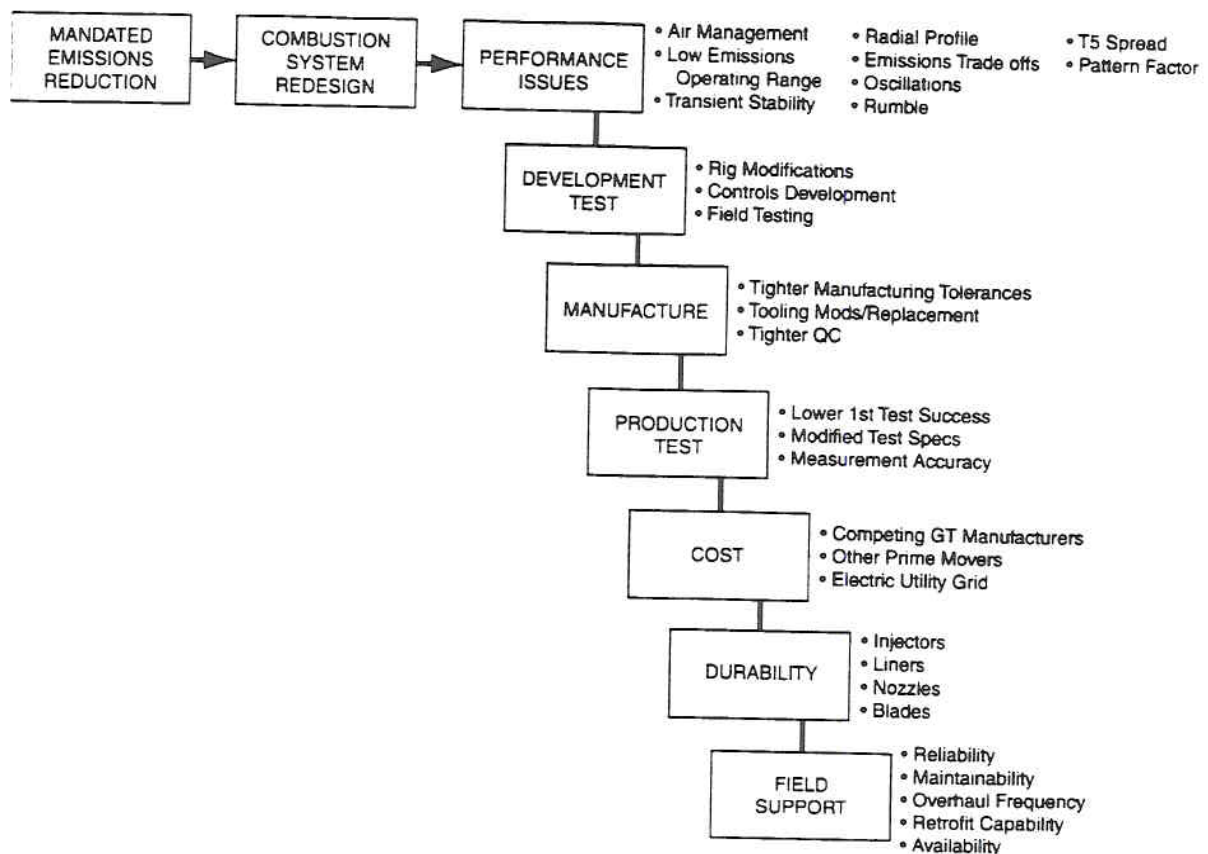 MANDATED
EMISSIONS
REDUCTION
COMBUSTION
SYSTEM
REDESIGN
PERFORMANCE
ISSUES
• Air Management
• Low Emissions
Operating Range
• Transient Stability
• Radial Profile
• Emissions Trade offs
• Oscillations
• Rumble
• T5 Spread
• Pattern Factor
DEVELOPMENT
TEST
• Rig Modifications
• Controls Development
• Field Testing
MANUFACTURE
• Tighter Manufacturing Tolerances
• Tooling Mods/Replacement
• Tighter QC
PRODUCTION
TEST
• Lower 1st Test Success
• Modified Test Specs
• Measurement Accuracy
COST
• Competing GT Manufacturers
• Other Prime Movers
• Electric Utility Grid
DURABILITY
• Injectors
• Liners
• Nozzles
• Blades
FIELD
SUPPORT
• Reliability
• Maintainability
• Overhaul Frequency
• Retrofit Capability
• Availability